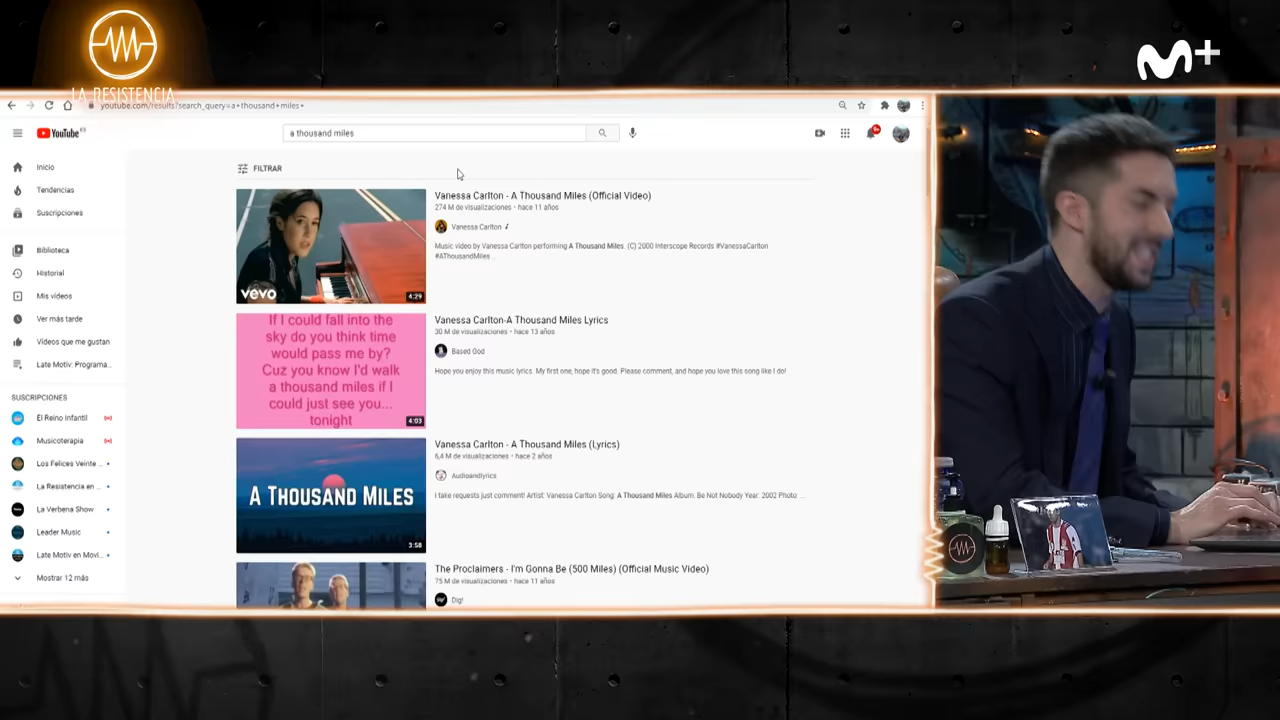 LA RESISTENCIA
M+
youtube.com/results?search_query=a+thousand+miles+
YouTube ES
a thousand miles
9+
Inicio
Tendencias
Suscripciones
Biblioteca
Historial
Mis vídeos
Ver más tarde
Vídeos que me gustan
Late Motiv: Programa...
SUSCRIPCIONES
El Reino Infantil
Musicoterapia
Los Felices Veinte ...
La Resistencia en ...
La Verbena Show
Leader Music
Late Motiv en Movi...
Mostrar 12 más
FILTRAR
vevo
4:29
Vanessa Carlton - A Thousand Miles (Official Video)
274 M de visualizaciones • hace 11 años
Vanessa Carlton
Music video by Vanessa Carlton performing A Thousand Miles. (C) 2000 Interscope Records #VanessaCarlton
#AThousandMiles ...
If I could fall into the
sky do you think time
would pass me by?
Cuz you know I'd walk
a thousand miles if I
could just see you...
tonight
4:03
Vanessa Carlton-A Thousand Miles Lyrics
30 M de visualizaciones • hace 13 años
Based God
Hope you enjoy this music lyrics. My first one, hope it's good. Please comment, and hope you love this song like I do!
A THOUSAND MILES
3:58
Vanessa Carlton - A Thousand Miles (Lyrics)
6,4 M de visualizaciones • hace 2 años
Audioandlyrics
I take requests just comment! Artist: Vanessa Carlton Song: A Thousand Miles Album: Be Not Nobody Year: 2002 Photo ...
The Proclaimers - I'm Gonna Be (500 Miles) (Official Music Video)
75 M de visualizaciones • hace 11 años
Dig!